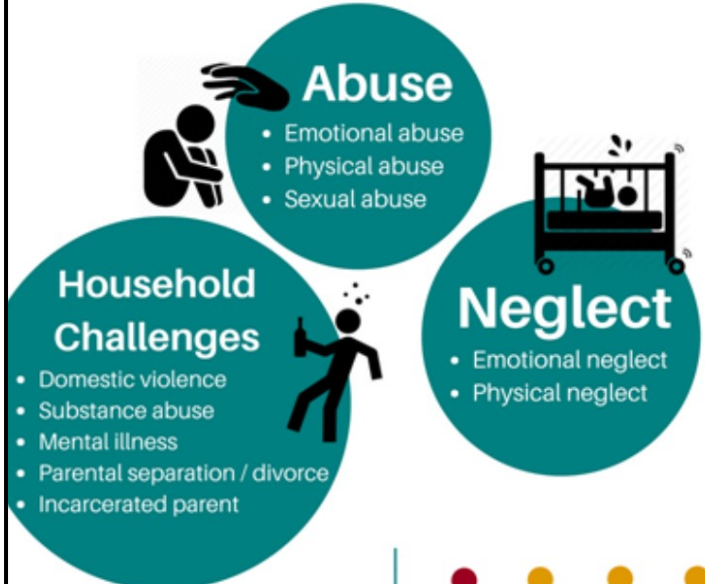 Abuse
• Emotional abuse
• Physical abuse
• Sexual abuse
Household
Challenges
• Domestic violence
• Substance abuse
• Mental illness
• Parental separation / divorce
• Incarcerated parent
Neglect
• Emotional neglect
• Physical neglect